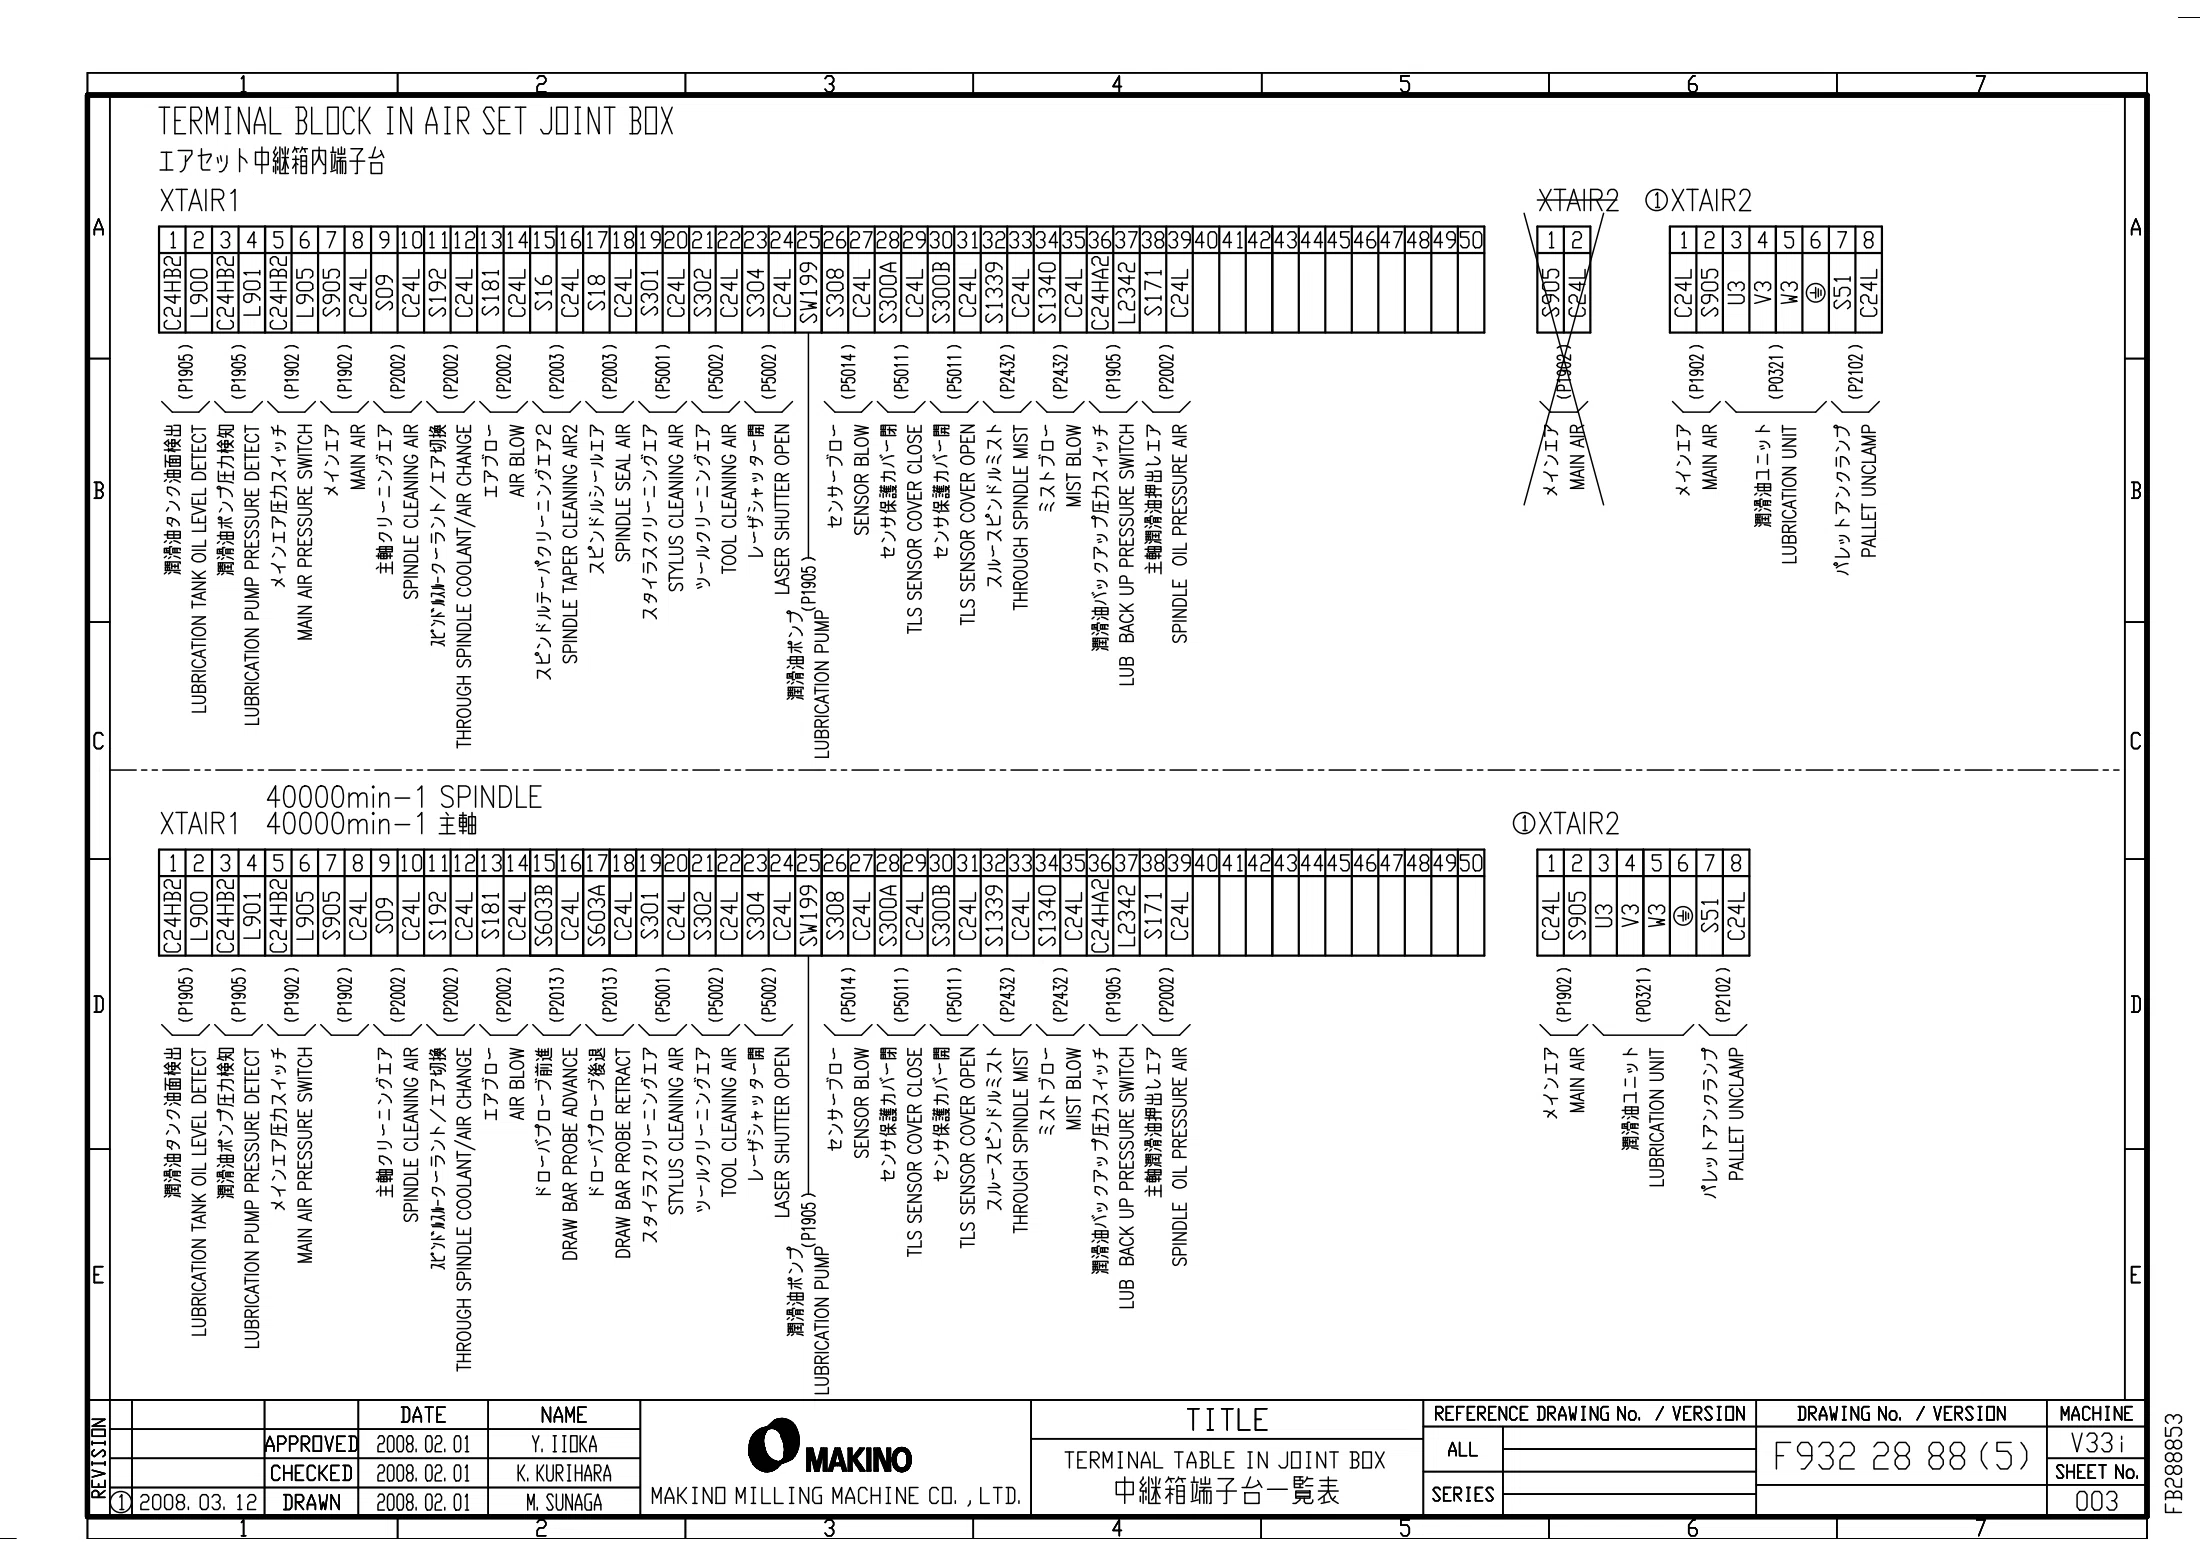 1 2 3 4 5 6 7
TERMINAL BLOCK IN AIR SET JOINT BOX
エアセット中継箱内端子台
XTAIR1
1 2 3 4 5 6 7 8 9 10 11 12 13 14 15 16 17 18 19 20 21 22 23 24 25 26 27 28 29 30 31 32 33 34 35 36 37 38 39 40 41 42 43 44 45 46 47 48 49 50
C24HB2 L900 C24HB2 L901 C24HB2 L905 S905 C24L S09 C24L S192 C24L S181 C24L S16 C24L S18 C24L S301 C24L S302 C24L S304 C24L SW199 S308 C24L S300A C24L S300B C24L S1339 C24L S1340 C24L C24HA2 L2342 S171 C24L
(P1905) (P1905) (P1902) (P1902) (P2002) (P2002) (P2002) (P2003) (P2003) (P5001) (P5002) (P5002) (P5014) (P5011) (P5011) (P2432) (P2432) (P1905) (P2002)
潤滑油タンク油面検出
LUBRICATION TANK OIL LEVEL DETECT
潤滑油ポンプ圧力検知
LUBRICATION PUMP PRESSURE DETECT
メインエア圧力スイッチ
MAIN AIR PRESSURE SWITCH
メインエア
MAIN AIR
主軸クリーニングエア
SPINDLE CLEANING AIR
ｽﾋﾟﾝﾄﾞﾙｽﾙｰクーラント/エア切換
THROUGH SPINDLE COOLANT/AIR CHANGE
エアブロー
AIR BLOW
スピンドルテーパクリーニングエア2
SPINDLE TAPER CLEANING AIR2
スピンドルシールエア
SPINDLE SEAL AIR
スタイラスクリーニングエア
STYLUS CLEANING AIR
ツールクリーニングエア
TOOL CLEANING AIR
レーザシャッター開
LASER SHUTTER OPEN
潤滑油ポンプ (P1905)
LUBRICATION PUMP
センサーブロー
SENSOR BLOW
センサ保護カバー閉
TLS SENSOR COVER CLOSE
センサ保護カバー開
TLS SENSOR COVER OPEN
スルースピンドルミスト
THROUGH SPINDLE MIST
ミストブロー
MIST BLOW
潤滑油バックアップ圧力スイッチ
LUB BACK UP PRESSURE SWITCH
主軸潤滑油押出しエア
SPINDLE OIL PRESSURE AIR
XTAIR2
1 2
S905 C24L
(P1902)
メインエア
MAIN AIR
①XTAIR2
1 2 3 4 5 6 7 8
C24L S905 U3 V3 W3 S51 C24L
(P1902) (P0321) (P2102)
メインエア
MAIN AIR
潤滑油ユニット
LUBRICATION UNIT
パレットアンクランプ
PALLET UNCLAMP
A A
B B
C C
40000min-1 SPINDLE
XTAIR1 40000min-1 主軸
1 2 3 4 5 6 7 8 9 10 11 12 13 14 15 16 17 18 19 20 21 22 23 24 25 26 27 28 29 30 31 32 33 34 35 36 37 38 39 40 41 42 43 44 45 46 47 48 49 50
C24HB2 L900 C24HB2 L901 C24HB2 L905 S905 C24L S09 C24L S192 C24L S181 C24L S603B C24L S603A C24L S301 C24L S302 C24L S304 C24L SW199 S308 C24L S300A C24L S300B C24L S1339 C24L S1340 C24L C24HA2 L2342 S171 C24L
(P1905) (P1905) (P1902) (P1902) (P2002) (P2002) (P2002) (P2013) (P2013) (P5001) (P5002) (P5002) (P5014) (P5011) (P5011) (P2432) (P2432) (P1905) (P2002)
潤滑油タンク油面検出
LUBRICATION TANK OIL LEVEL DETECT
潤滑油ポンプ圧力検知
LUBRICATION PUMP PRESSURE DETECT
メインエア圧力スイッチ
MAIN AIR PRESSURE SWITCH
主軸クリーニングエア
SPINDLE CLEANING AIR
ｽﾋﾟﾝﾄﾞﾙｽﾙｰクーラント/エア切換
THROUGH SPINDLE COOLANT/AIR CHANGE
エアブロー
AIR BLOW
ドローバプローブ前進
DRAW BAR PROBE ADVANCE
ドローバプローブ後退
DRAW BAR PROBE RETRACT
スタイラスクリーニングエア
STYLUS CLEANING AIR
ツールクリーニングエア
TOOL CLEANING AIR
レーザシャッター開
LASER SHUTTER OPEN
潤滑油ポンプ (P1905)
LUBRICATION PUMP
センサーブロー
SENSOR BLOW
センサ保護カバー閉
TLS SENSOR COVER CLOSE
センサ保護カバー開
TLS SENSOR COVER OPEN
スルースピンドルミスト
THROUGH SPINDLE MIST
ミストブロー
MIST BLOW
潤滑油バックアップ圧力スイッチ
LUB BACK UP PRESSURE SWITCH
主軸潤滑油押出しエア
SPINDLE OIL PRESSURE AIR
①XTAIR2
1 2 3 4 5 6 7 8
C24L S905 U3 V3 W3 S51 C24L
(P1902) (P0321) (P2102)
メインエア
MAIN AIR
潤滑油ユニット
LUBRICATION UNIT
パレットアンクランプ
PALLET UNCLAMP
D D
E E
REVISION
DATE NAME
APPROVED 2008. 02. 01 Y. IIOKA
CHECKED 2008. 02. 01 K. KURIHARA
① 2008. 03. 12 DRAWN 2008. 02. 01 M. SUNAGA
MAKINO
MAKINO MILLING MACHINE CO. , LTD.
TITLE
TERMINAL TABLE IN JOINT BOX
中継箱端子台一覧表
REFERENCE DRAWING No. / VERSION
ALL
SERIES
DRAWING No. / VERSION
F932 28 88 (5)
MACHINE
V33i
SHEET No.
003
FB288853
1 2 3 4 5 6 7